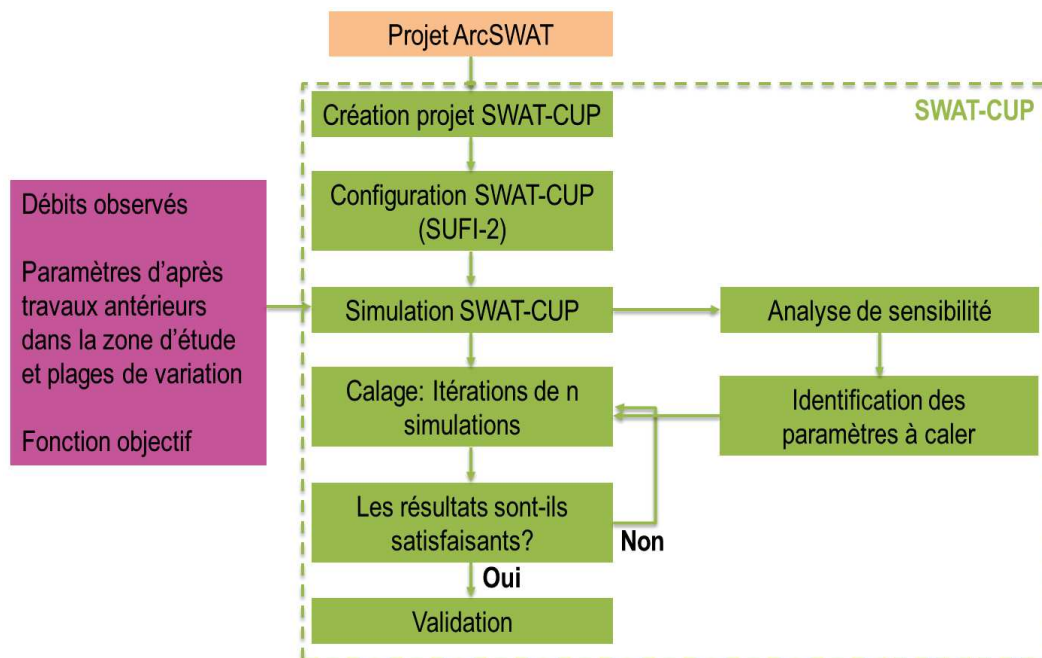 Projet ArcSWAT
SWAT-CUP
Création projet SWAT-CUP
Configuration SWAT-CUP
(SUFI-2)
Débits observés
Paramètres d’après
travaux antérieurs
dans la zone d’étude
et plages de variation
Fonction objectif
Simulation SWAT-CUP
Analyse de sensibilité
Calage: Itérations de n
simulations
Identification des
paramètres à caler
Les résultats sont-ils
satisfaisants?
Non
Oui
Validation